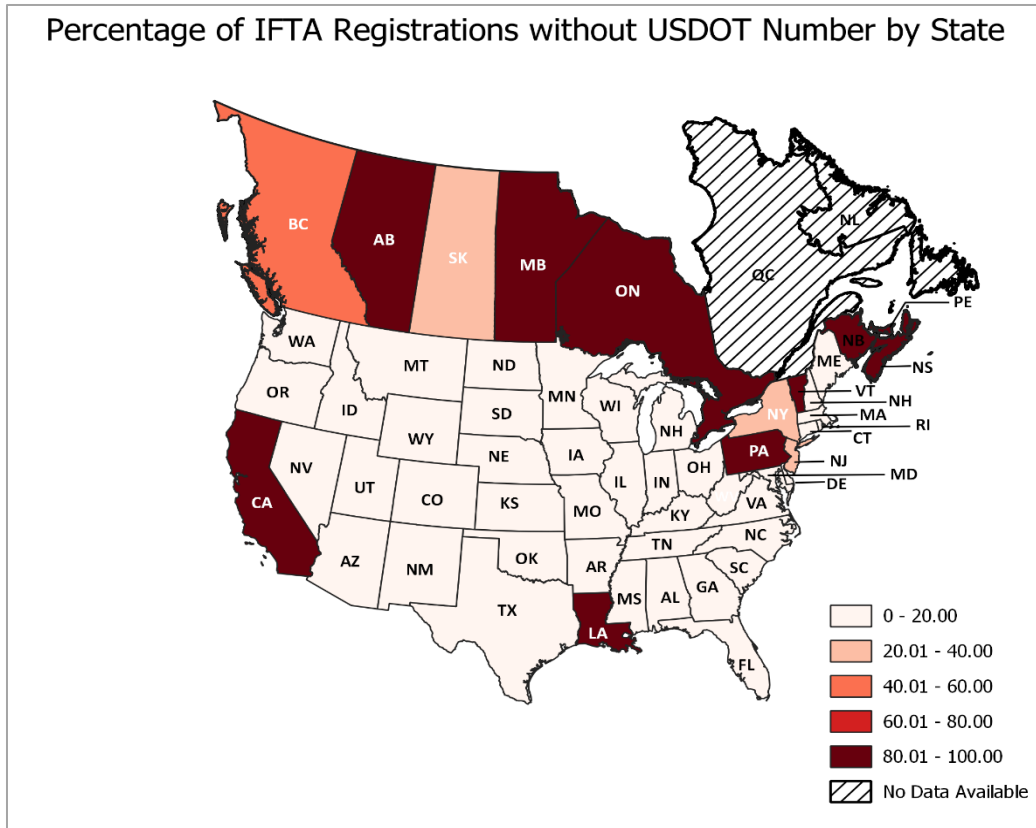 Percentage of IFTA Registrations without USDOT Number by State
BC
AB
SK
MB
ON
QC
NL
PE
NB
NS
WA
MT
ND
MN
ME
VT
NH
OR
ID
SD
WI
NH
NY
MA
RI
CT
WY
IA
PA
NJ
NE
OH
MD
NV
UT
CO
IL
IN
DE
CA
KS
MO
WV
VA
KY
NC
AZ
NM
OK
TN
AR
SC
TX
MS
AL
GA
LA
FL
0 - 20.00
20.01 - 40.00
40.01 - 60.00
60.01 - 80.00
80.01 - 100.00
No Data Available